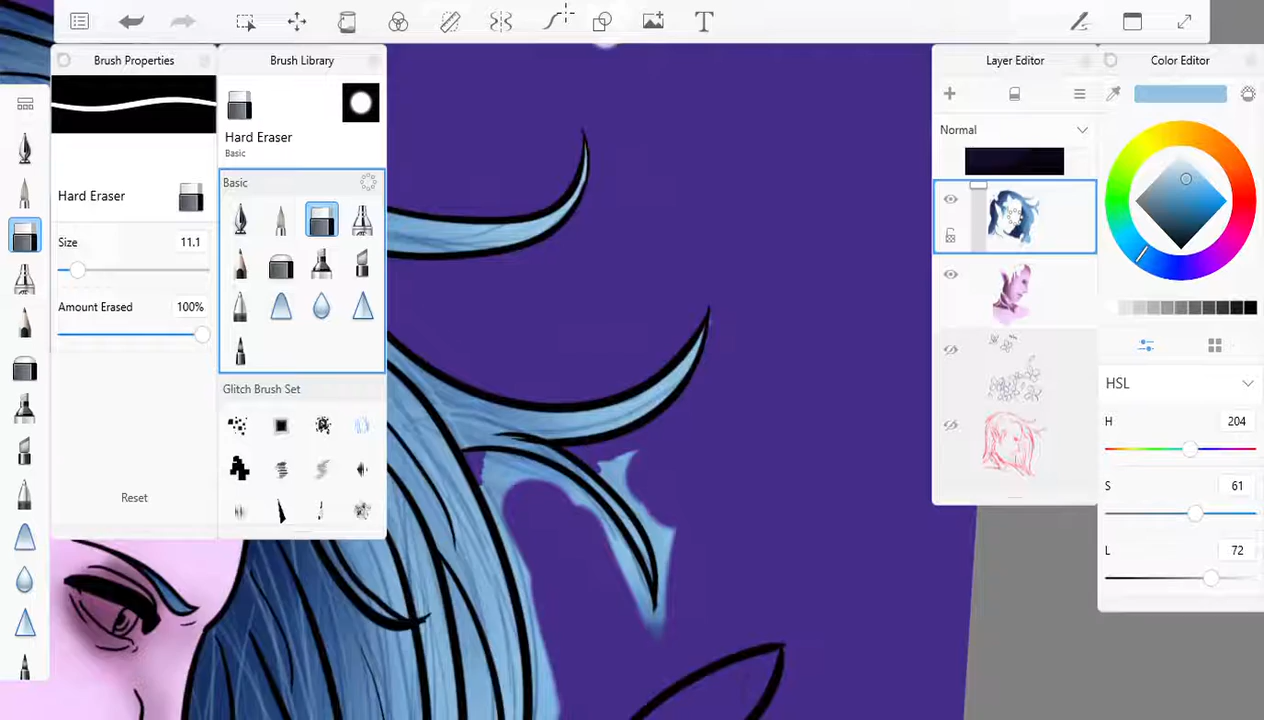 T
Brush Properties
Hard Eraser
Size 11.1
Amount Erased 100%
Reset
Brush Library
Hard Eraser
Basic
Basic
Glitch Brush Set
Layer Editor
Normal
Color Editor
HSL
H 204
S 61
L 72